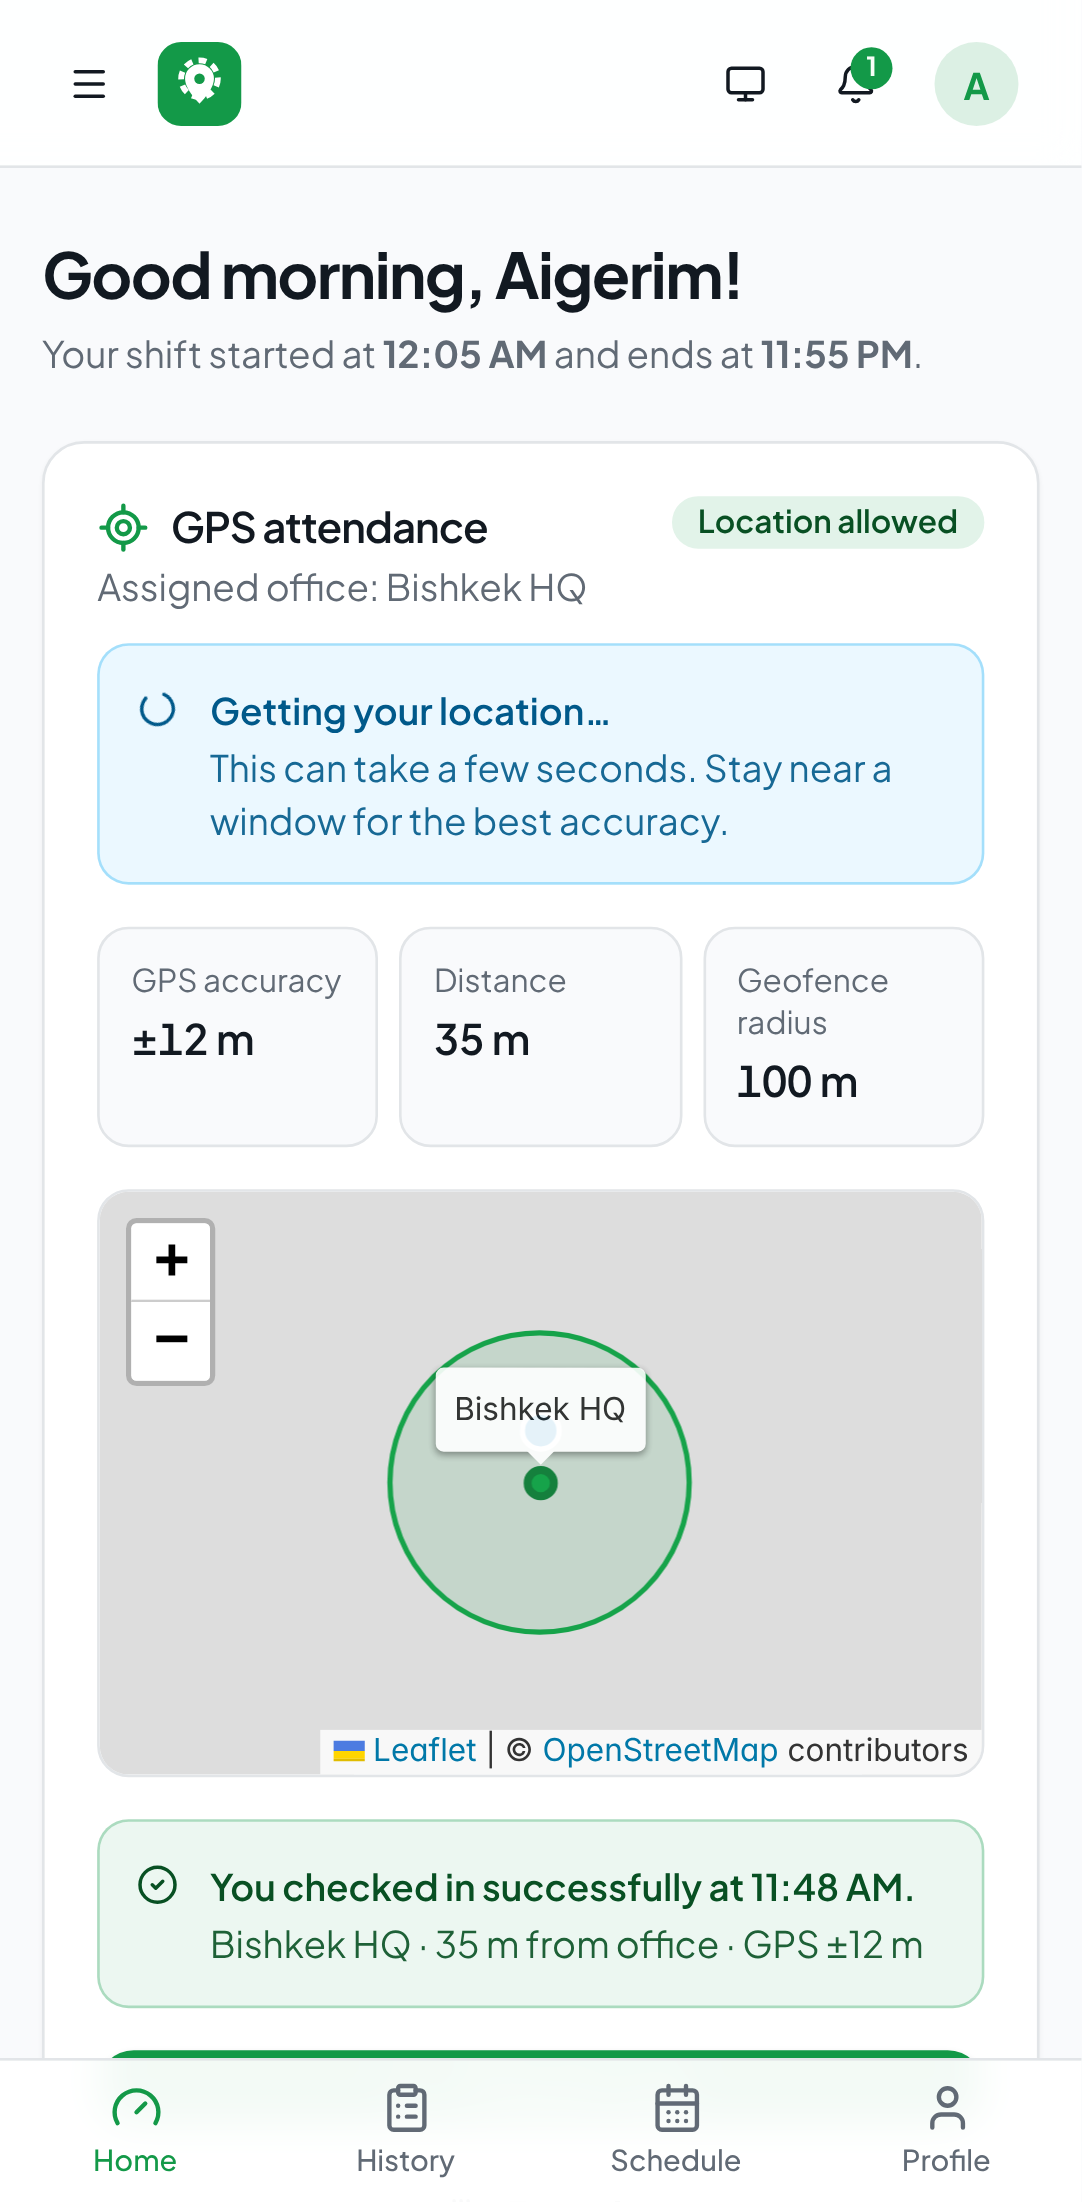 1
A
Good morning, Aigerim!
Your shift started at 12:05 AM and ends at 11:55 PM.
GPS attendance
Location allowed
Assigned office: Bishkek HQ
Getting your location…
This can take a few seconds. Stay near a
window for the best accuracy.
GPS accuracy
±12 m
Distance
35 m
Geofence
radius
100 m
+
−
Bishkek HQ
Leaflet | © OpenStreetMap contributors
You checked in successfully at 11:48 AM.
Bishkek HQ · 35 m from office · GPS ±12 m
Home
History
Schedule
Profile